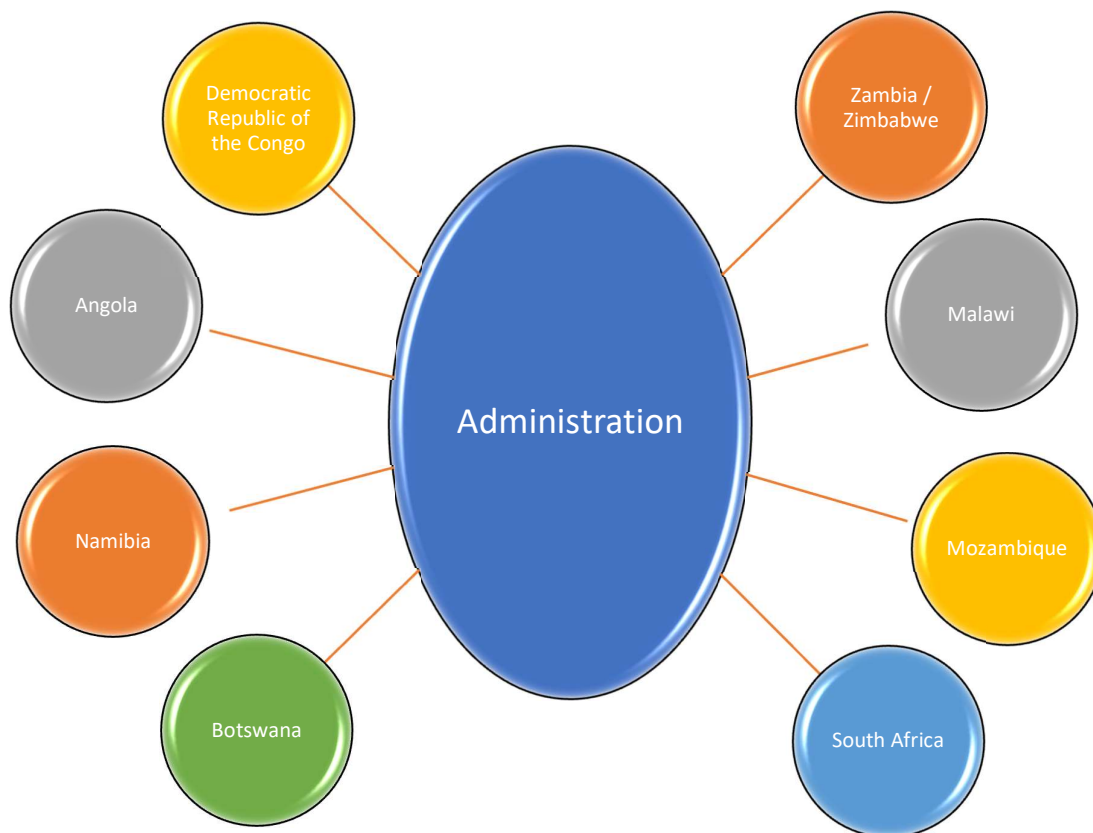 Democratic
Republic of
the Congo
Zambia /
Zimbabwe
Angola
Malawi
Administration
Namibia
Mozambique
Botswana
South Africa